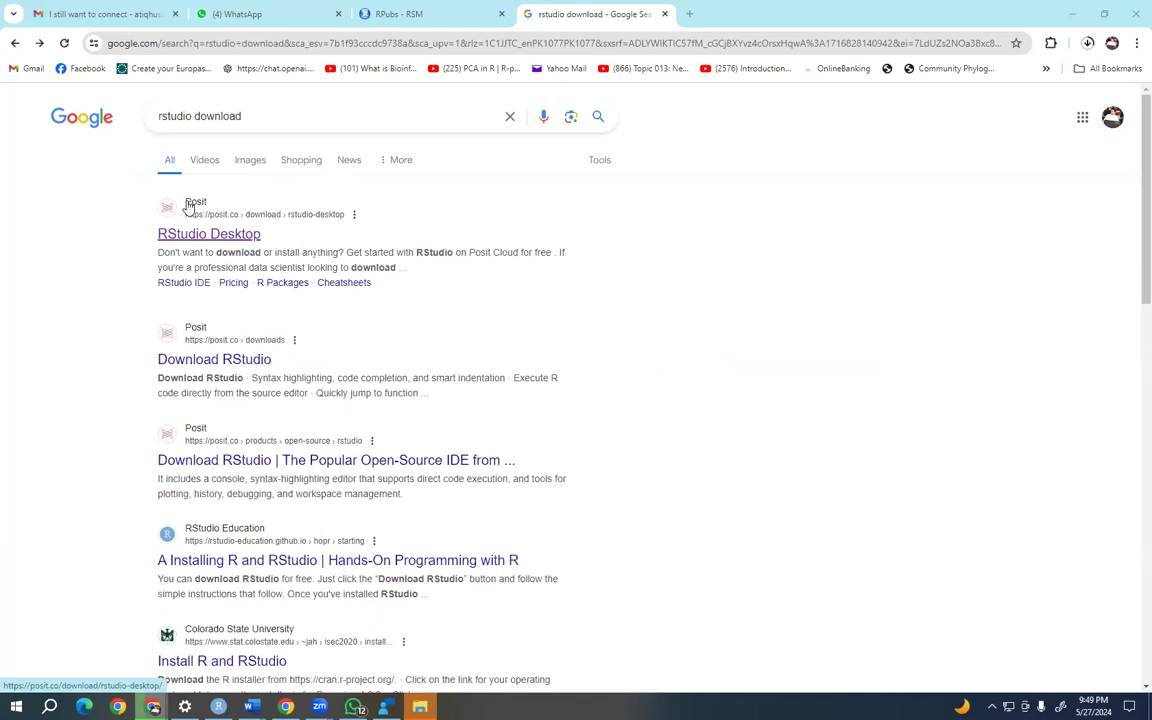 I still want to connect - atiqhus
(4) WhatsApp
RPubs - RSM
rstudio download - Google Sea
google.com/search?q=rstudio+download&sca_esv=7b1f93cccdc9738a&sca_upv=1&rlz=1C1JJTC_enPK1077PK1077&sxsrf=ADLYWIKTlC57fM_cGCjBXYvz4cOrsxHqwA%3A1716828140942&ei=7LdUZs2NOa3Bxc8...
Gmail
Facebook
Create your Europas...
https://chat.openai....
(101) What is Bioinf...
(225) PCA in R | R-p...
Yahoo Mail
(866) Topic 013: Ne...
(2576) Introduction...
OnlineBanking
Community Phylog...
All Bookmarks
Google
rstudio download
All
Videos
Images
Shopping
News
More
Tools
Posit
https://posit.co › download › rstudio-desktop
RStudio Desktop
Don't want to download or install anything? Get started with RStudio on Posit Cloud for free . If
you're a professional data scientist looking to download ...
RStudio IDE · Pricing · R Packages · Cheatsheets
Posit
https://posit.co › downloads
Download RStudio
Download RStudio · Syntax highlighting, code completion, and smart indentation · Execute R
code directly from the source editor · Quickly jump to function ...
Posit
https://posit.co › products › open-source › rstudio
Download RStudio | The Popular Open-Source IDE from ...
It includes a console, syntax-highlighting editor that supports direct code execution, and tools for
plotting, history, debugging, and workspace management.
RStudio Education
https://rstudio-education.github.io › hopr › starting
A Installing R and RStudio | Hands-On Programming with R
You can download RStudio for free. Just click the “Download RStudio” button and follow the
simple instructions that follow. Once you've installed RStudio ...
Colorado State University
https://www.stat.colostate.edu › ~jah › isec2020 › install...
Install R and RStudio
Download the R installer from https://cran.r-project.org/. · Click on the link for your operating
https://posit.co/download/rstudio-desktop/
12
9:49 PM
5/27/2024